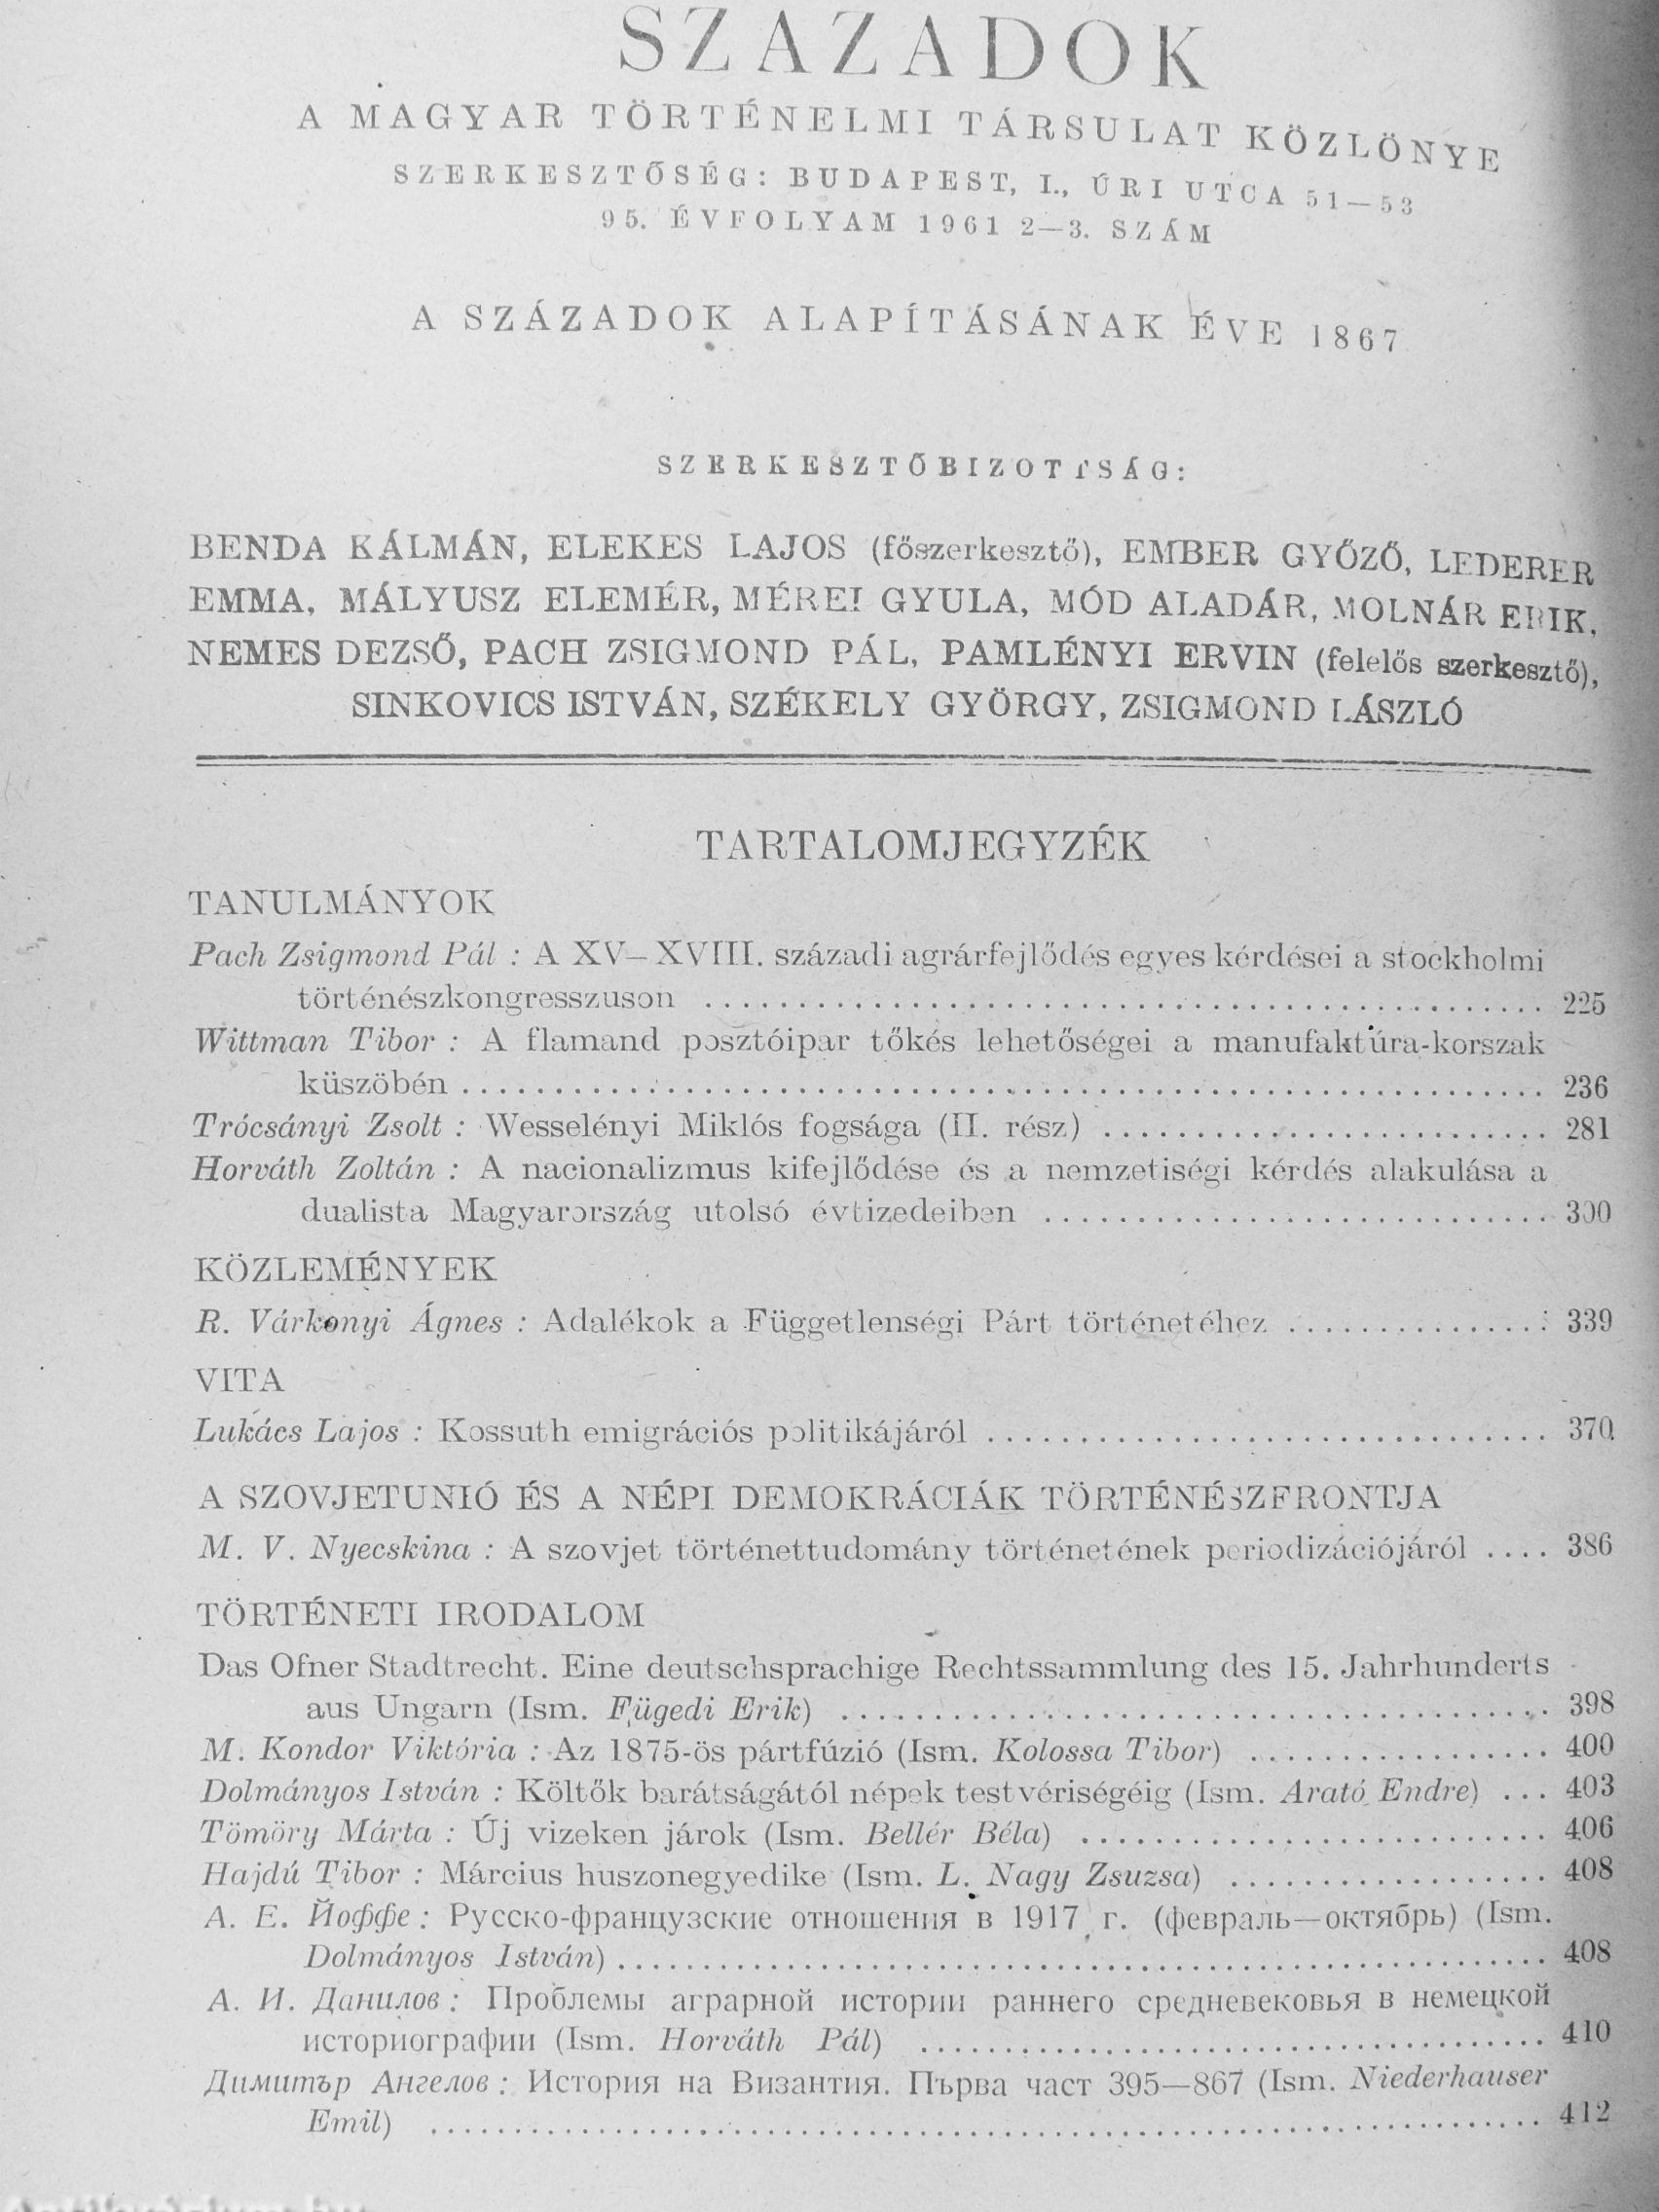 SZAZADOK
A MAGYAR TÖRTÉNELMI TÁRSULAT KÖZLÖNYE
SZERKESZTŐSÉG: BUDAPEST, I., ÚRI UTCA 51—53
95. ÉVFOLYAM 1961 2—3. SZÁM
A SZÁZADOK ALAPÍTÁSÁNAK ÉVE 1867
SZERKESZTŐBIZOTTSÁG:
BENDA KÁLMÁN, ELEKES LAJOS (főszerkesztő), EMBER GYŐZŐ, LEDERER
EMMA, MÁLYUSZ ELEMÉR, MÉREI GYULA, MÓD ALADÁR, MOLNÁR ERIK,
NEMES DEZSŐ, PACH ZSIGMOND PÁL, PAMLÉNYI ERVIN (felelős szerkesztő),
SINKOVICS ISTVÁN, SZÉKELY GYÖRGY, ZSIGMOND LÁSZLÓ
TARTALOMJEGYZÉK
TANULMÁNYOK
Pach Zsigmond Pál : A XV—XVIII. századi agrárfejlődés egyes kérdései a stockholmi
történészkongresszuson ........ 225
Wittman Tibor : A flamand posztóipar tőkés lehetőségei a manufaktúra-korszak
küszöbén ........ 236
Trócsányi Zsolt : Wesselényi Miklós fogsága (II. rész) ........ 281
Horváth Zoltán : A nacionalizmus kifejlődése és a nemzetiségi kérdés alakulása a
dualista Magyarország utolsó évtizedeiben ........ 300
KÖZLEMÉNYEK
R. Várkonyi Ágnes : Adalékok a Függetlenségi Párt történetéhez ........ 339
VITA
Lukács Lajos : Kossuth emigrációs politikájáról ........ 370
A SZOVJETUNIÓ ÉS A NÉPI DEMOKRÁCIÁK TÖRTÉNÉSZFRONTJA
M. V. Nyecskina : A szovjet történettudomány történetének periodizációjáról .... 386
TÖRTÉNETI IRODALOM
Das Ofner Stadtrecht. Eine deutschsprachige Rechtssammlung des 15. Jahrhunderts
aus Ungarn (Ism. Fügedi Erik) ........ 398
M. Kondor Viktória : Az 1875-ös pártfúzió (Ism. Kolossa Tibor) ........ 400
Dolmányos István : Költők barátságától népek testvériségéig (Ism. Arató Endre) ... 403
Tömöry Márta : Új vizeken járok (Ism. Bellér Béla) ........ 406
Hajdú Tibor : Március huszonegyedike (Ism. L. Nagy Zsuzsa) ........ 408
А. Е. Йоффе : Русско-французские отношения в 1917 г. (февраль—октябрь) (Ism.
Dolmányos István) ........ 408
А. И. Данилов : Проблемы аграрной истории раннего средневековья в немецкой
историографии (Ism. Horváth Pál) ........ 410
Димитър Ангелов : История на Византия. Първа част 395—867 (Ism. Niederhauser
Emil) ........ 412